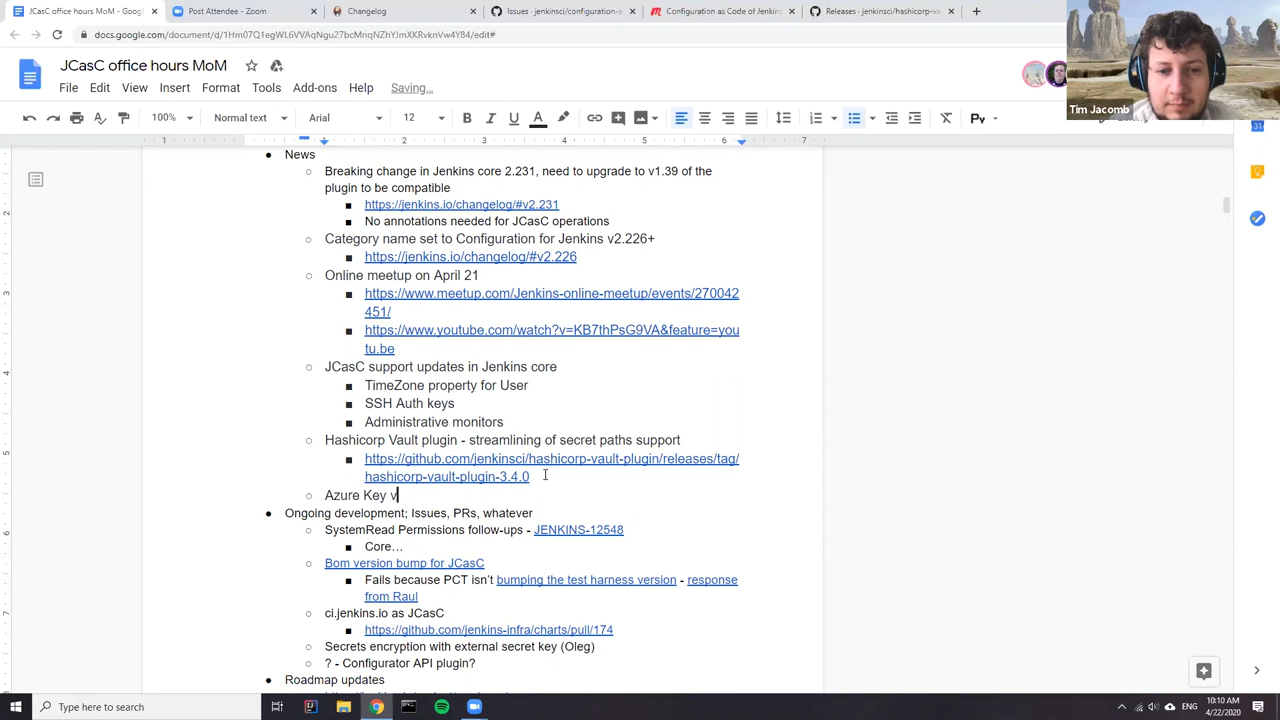 JCasC office hours MoM - Goog
Post Attendee - Zoom
Changelog
Issues · jenkinsci/configuration-a
Configuration as Code of Jenkins
Releases · jenkinsci/hashicorp-va
docs.google.com/document/d/1Hm07Q1egWL6VVAqNgu27bcMnqNZhYJmXKRvknVw4Y84/edit#
JCasC office hours MoM
File Edit View Insert Format Tools Add-ons Help Saving...
100% Normal text Arial 12
Tim Jacomb
News
Breaking change in Jenkins core 2.231, need to upgrade to v1.39 of the
plugin to be compatible
https://jenkins.io/changelog/#v2.231
No annotations needed for JCasC operations
Category name set to Configuration for Jenkins v2.226+
https://jenkins.io/changelog/#v2.226
Online meetup on April 21
https://www.meetup.com/Jenkins-online-meetup/events/270042
451/
https://www.youtube.com/watch?v=KB7thPsG9VA&feature=you
tu.be
JCasC support updates in Jenkins core
TimeZone property for User
SSH Auth keys
Administrative monitors
Hashicorp Vault plugin - streamlining of secret paths support
https://github.com/jenkinsci/hashicorp-vault-plugin/releases/tag/
hashicorp-vault-plugin-3.4.0
Azure Key v
Ongoing development; Issues, PRs, whatever
SystemRead Permissions follow-ups - JENKINS-12548
Core…
Bom version bump for JCasC
Fails because PCT isn’t bumping the test harness version - response
from Raul
ci.jenkins.io as JCasC
https://github.com/jenkins-infra/charts/pull/174
Secrets encryption with external secret key (Oleg)
? - Configurator API plugin?
Roadmap updates
Type here to search
ENG
10:10 AM
4/22/2020